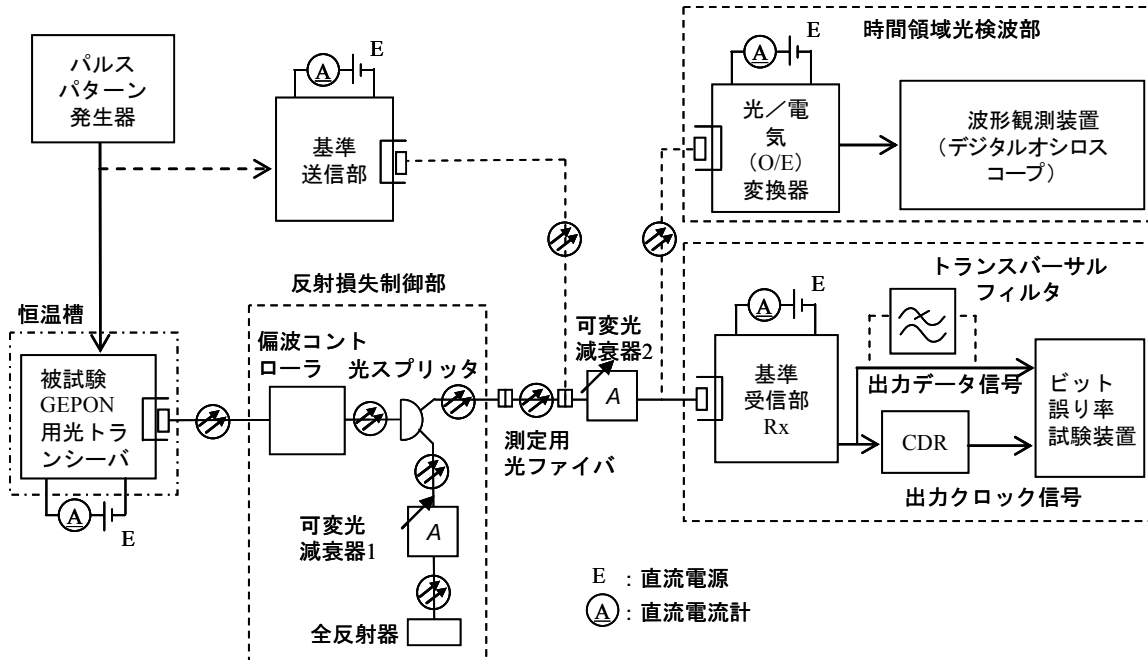 パルス
パターン
発生器
E
A
基準
送信部
時間領域光検波部
E
A
光／電
気
(O/E)
変換器
波形観測装置
（デジタルオシロス
コープ）
反射損失制御部
恒温槽
被試験
GEPON
用光トラ
ンシーバ
A
E
偏波コント
ローラ
光スプリッタ
可変光
減衰器1
A
全反射器
測定用
光ファイバ
可変光
減衰器2
A
E
A
基準
受信部
Rx
トランスバーサル
フィルタ
出力データ信号
CDR
出力クロック信号
ビット
誤り率
試験装置
E ：直流電源
A ：直流電流計